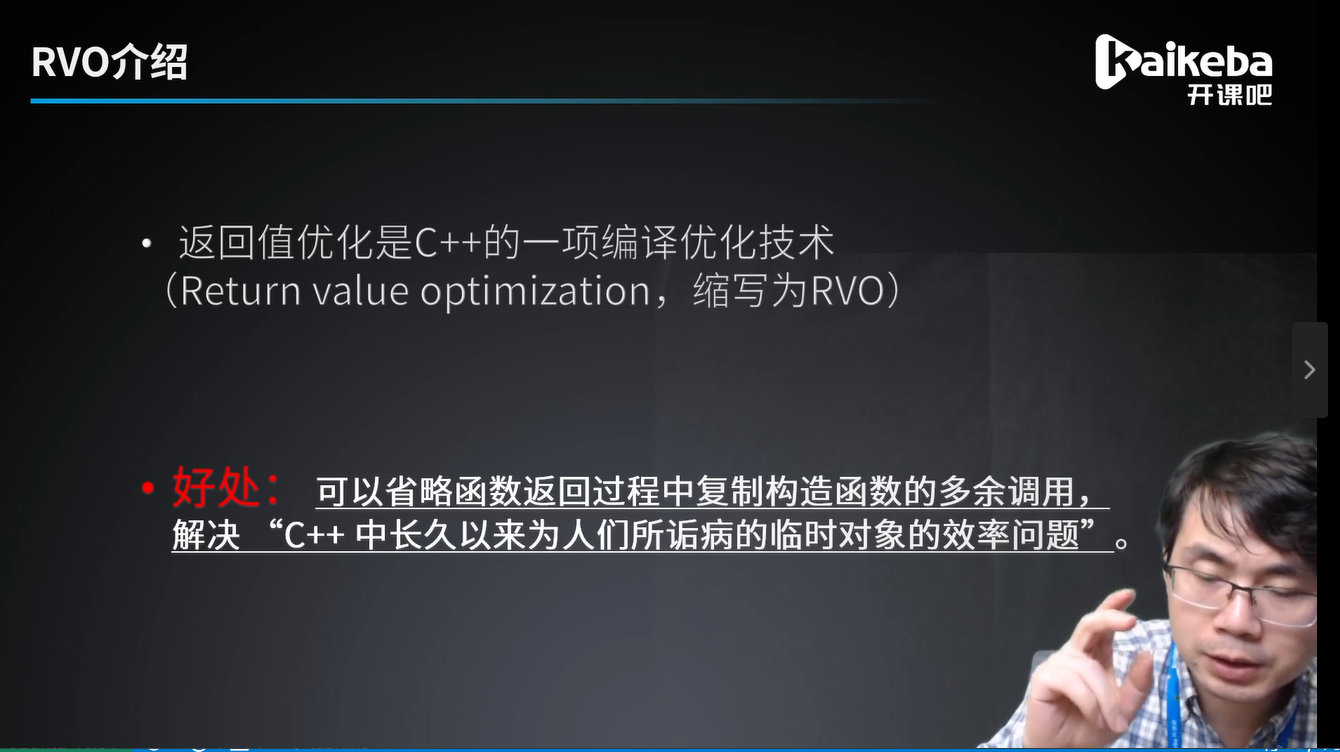 RVO介绍
Kaikeba
开课吧
• 返回值优化是C++的一项编译优化技术
（Return value optimization，缩写为RVO）
• 好处： 可以省略函数返回过程中复制构造函数的多余调用，
解决 “C++ 中长久以来为人们所诟病的临时对象的效率问题” 。